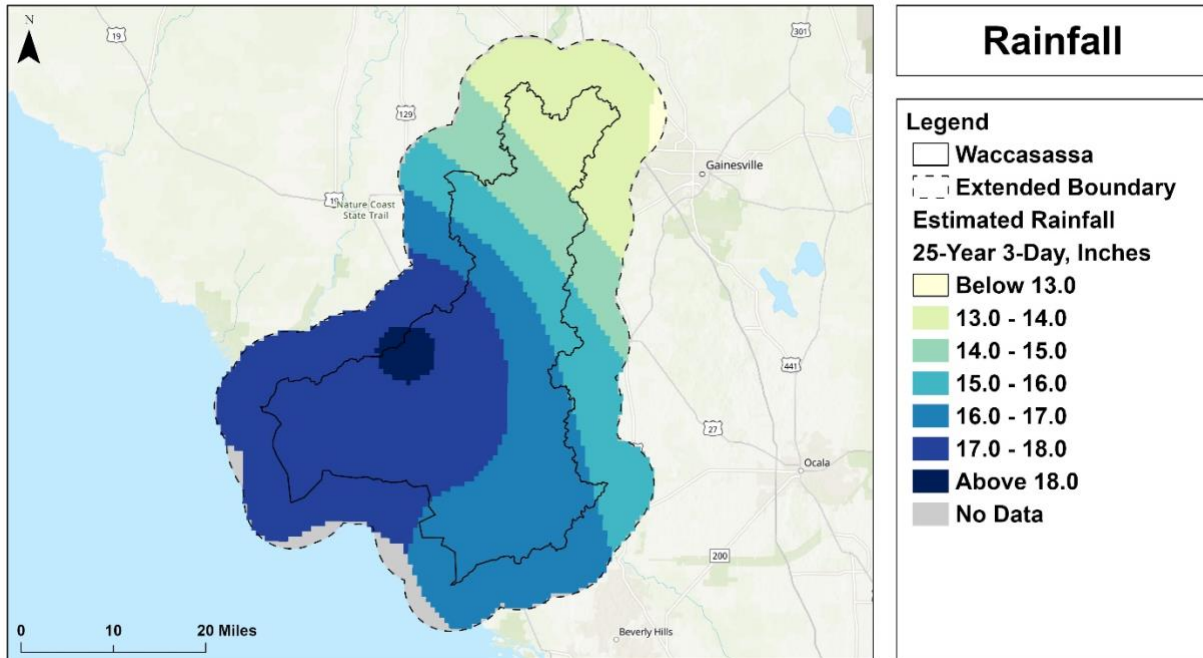 N
19
301
129
Gainesville
19
Nature Coast
State Trail
441
27
Ocala
200
Beverly Hills
0 10 20 Miles
Rainfall
Legend
Waccasassa
Extended Boundary
Estimated Rainfall
25-Year 3-Day, Inches
Below 13.0
13.0 - 14.0
14.0 - 15.0
15.0 - 16.0
16.0 - 17.0
17.0 - 18.0
Above 18.0
No Data